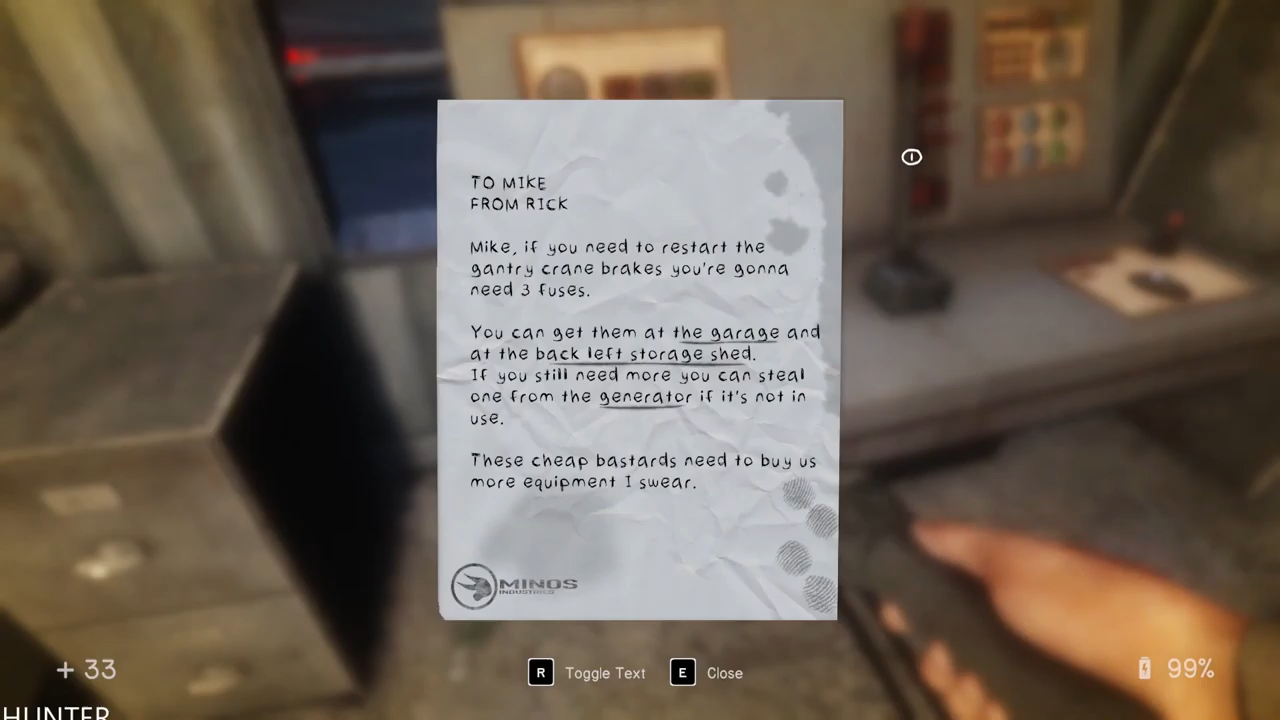 TO MIKE
FROM RICK
Mike, if you need to restart the
gantry crane brakes you're gonna
need 3 fuses.
You can get them at the garage and
at the back left storage shed.
If you still need more you can steal
one from the generator if it's not in
use.
These cheap bastards need to buy us
more equipment I swear.
MINOS
INDUSTRIES
+ 33
R Toggle Text E Close
99%
HUNTER